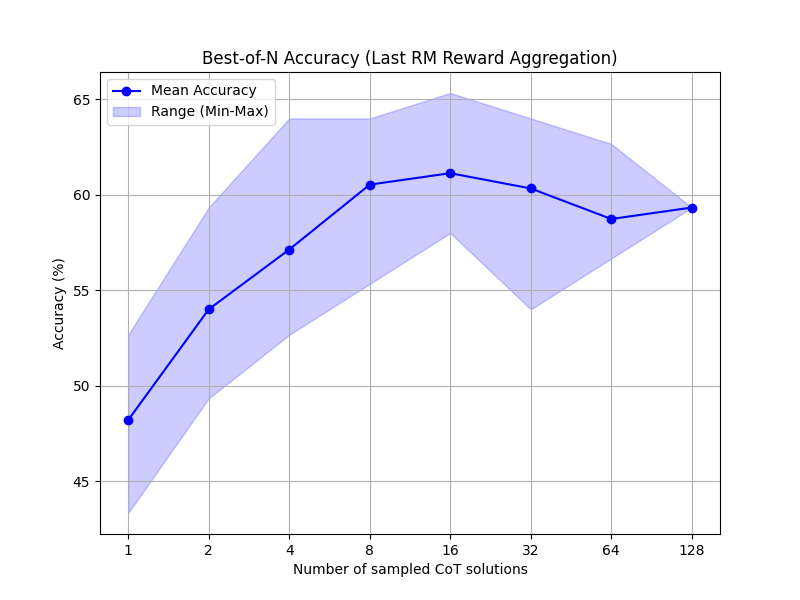 Best-of-N Accuracy (Last RM Reward Aggregation)
Mean Accuracy
Range (Min-Max)
Accuracy (%)
65
60
55
50
45
1 2 4 8 16 32 64 128
Number of sampled CoT solutions